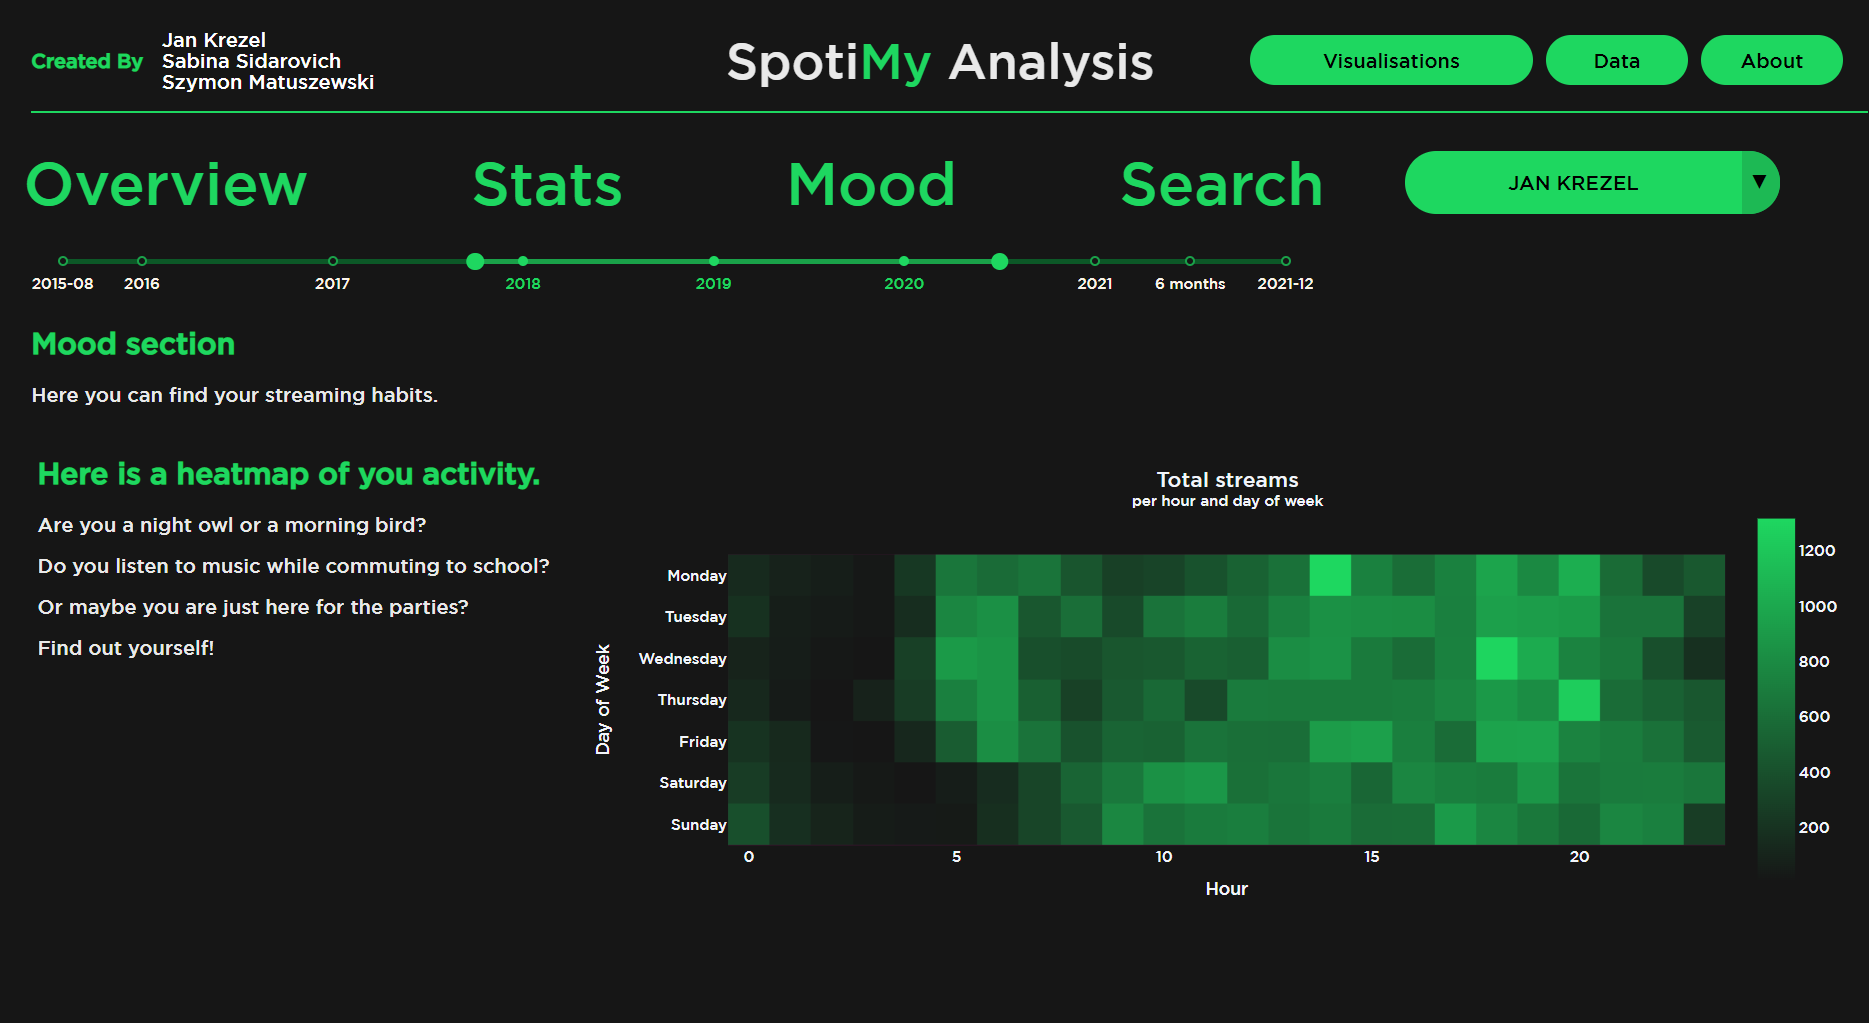 Created By
Jan Krezel
Sabina Sidarovich
Szymon Matuszewski
SpotiMy Analysis
Visualisations
Data
About
Overview
Stats
Mood
Search
JAN KREZEL ▼
2015-08
2016
2017
2018
2019
2020
2021
6 months
2021-12
Mood section
Here you can find your streaming habits.
Here is a heatmap of you activity.
Are you a night owl or a morning bird?
Do you listen to music while commuting to school?
Or maybe you are just here for the parties?
Find out yourself!
Total streams
per hour and day of week
Day of Week
Monday
Tuesday
Wednesday
Thursday
Friday
Saturday
Sunday
0
5
10
15
20
Hour
1200
1000
800
600
400
200